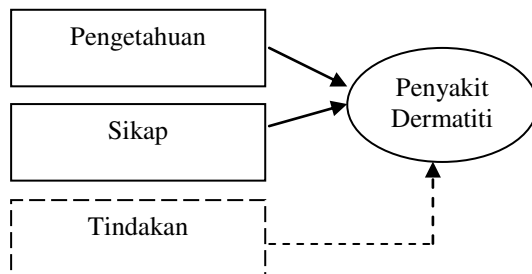 Pengetahuan
Sikap
Tindakan
Penyakit
Dermatiti